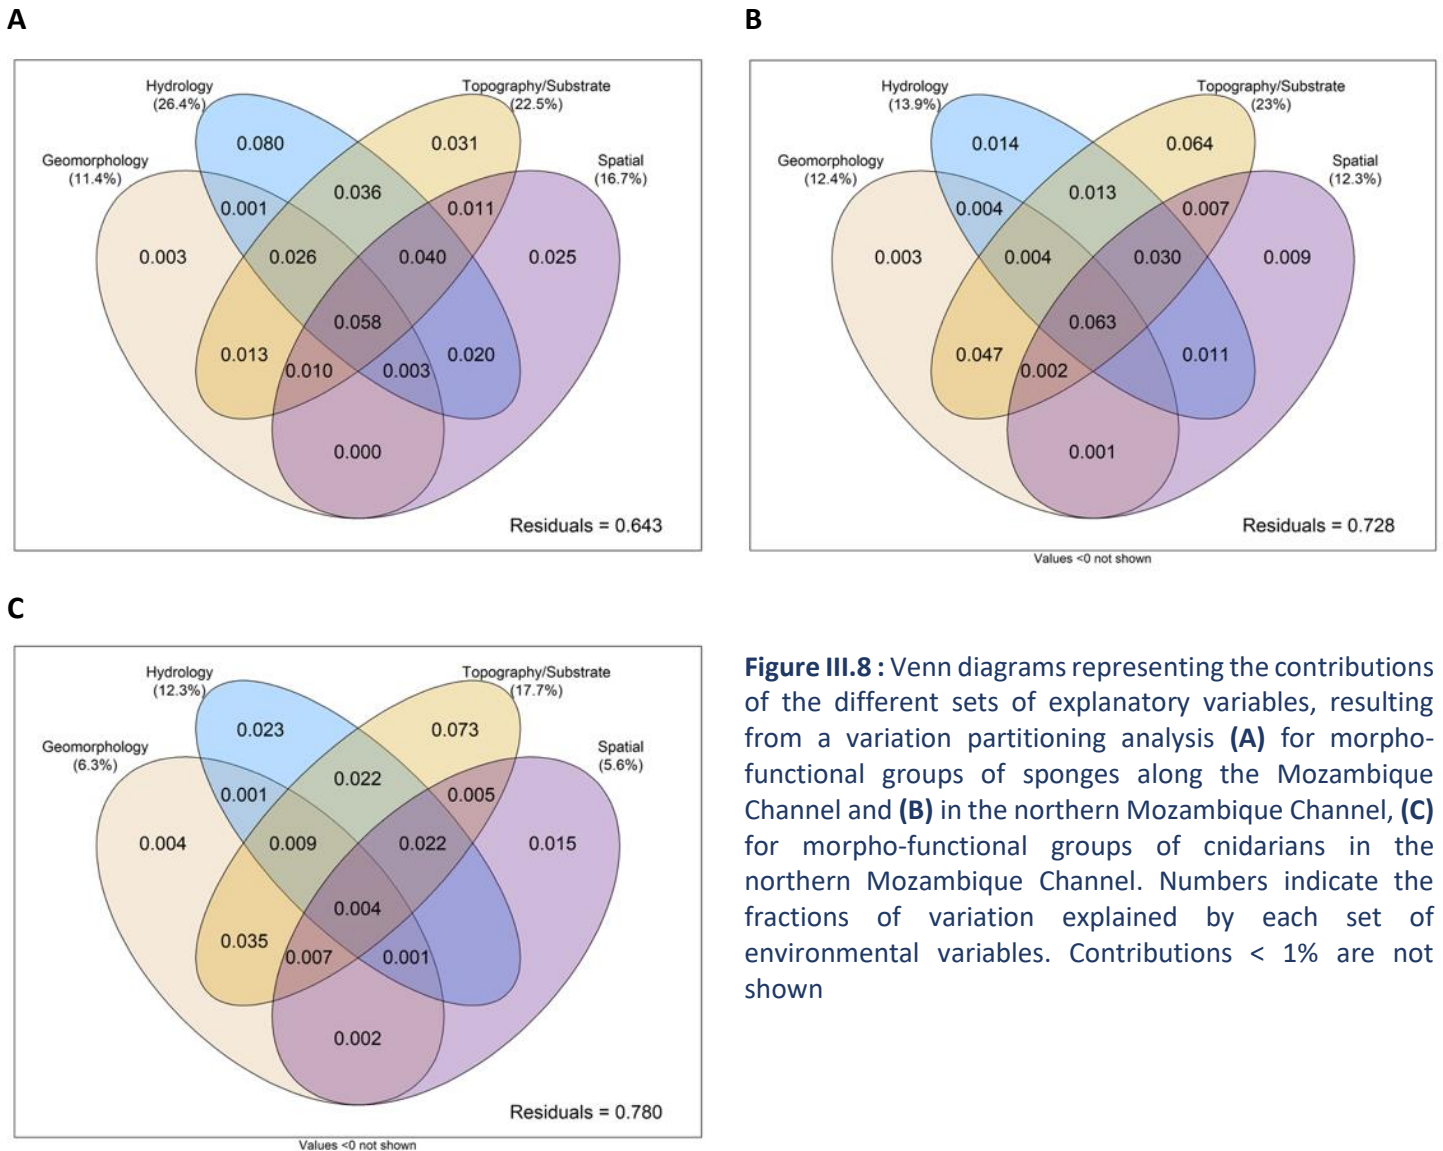 A
Hydrology
(26.4%)
Topography/Substrate
(22.5%)
Geomorphology
(11.4%)
Spatial
(16.7%)
0.080
0.031
0.036
0.001
0.011
0.003
0.026
0.040
0.025
0.058
0.013
0.010
0.003
0.020
0.000
Residuals = 0.643
B
Hydrology
(13.9%)
Topography/Substrate
(23%)
Geomorphology
(12.4%)
Spatial
(12.3%)
0.014
0.064
0.013
0.004
0.007
0.003
0.004
0.030
0.009
0.063
0.047
0.002
0.011
0.001
Residuals = 0.728
Values <0 not shown
C
Hydrology
(12.3%)
Topography/Substrate
(17.7%)
Geomorphology
(6.3%)
Spatial
(5.6%)
0.023
0.073
0.022
0.001
0.005
0.004
0.009
0.022
0.015
0.004
0.035
0.007
0.001
0.002
Residuals = 0.780
Values <0 not shown
Figure III.8 : Venn diagrams representing the contributions
of the different sets of explanatory variables, resulting
from a variation partitioning analysis (A) for morpho-
functional groups of sponges along the Mozambique
Channel and (B) in the northern Mozambique Channel, (C)
for morpho-functional groups of cnidarians in the
northern Mozambique Channel. Numbers indicate the
fractions of variation explained by each set of
environmental variables. Contributions < 1% are not
shown